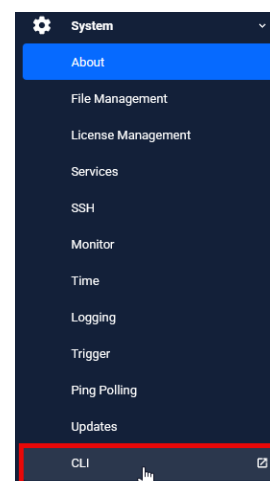 System
About
File Management
License Management
Services
SSH
Monitor
Time
Logging
Trigger
Ping Polling
Updates
CLI